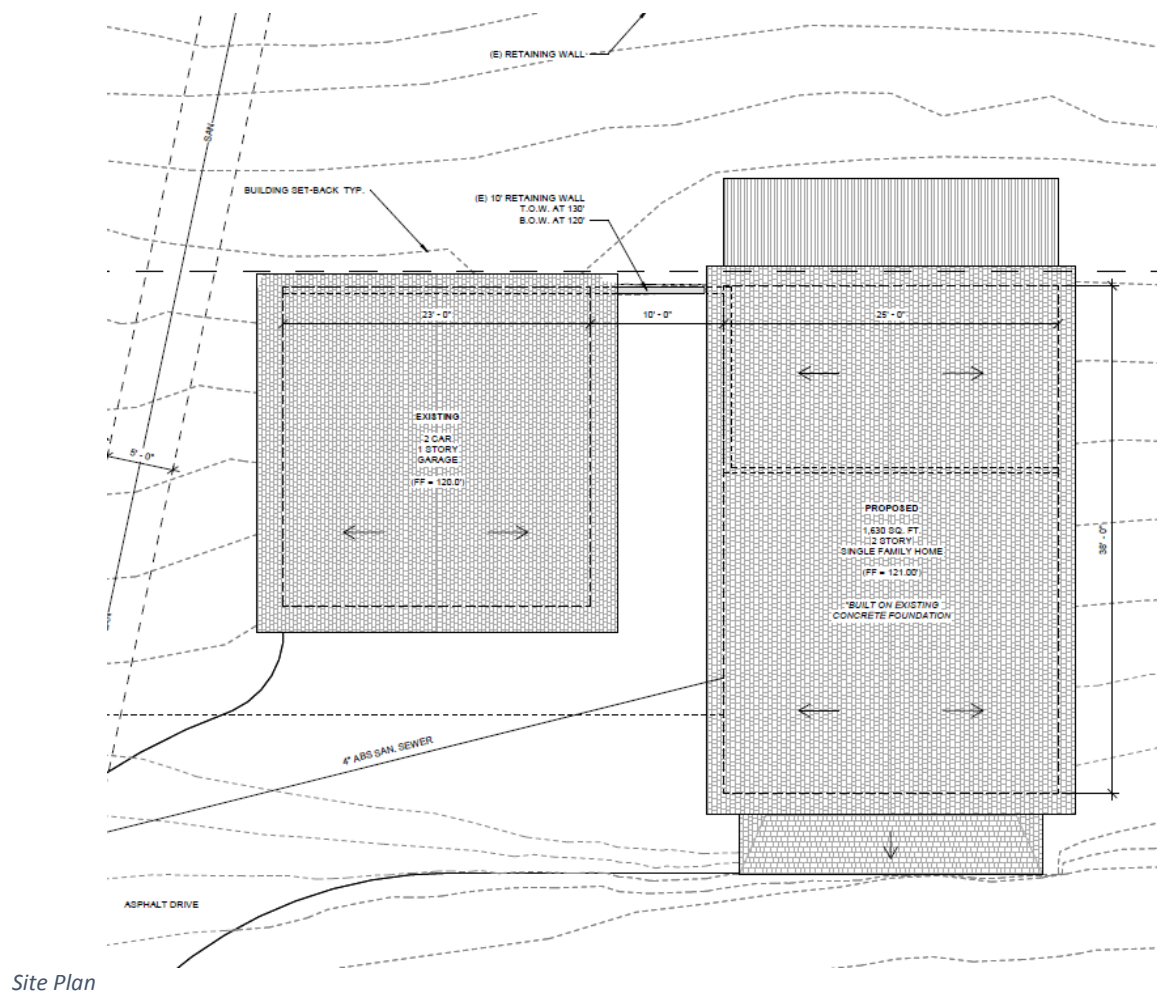 (E) RETAINING WALL
SAN
BUILDING SET-BACK TYP.
(E) 10' RETAINING WALL
T.O.W. AT 130'
B.O.W. AT 120'
23' - 0"
10' - 0"
25' - 0"
EXISTING
2 CAR
1 STORY
GARAGE
(FF = 120.0')
5' - 0"
PROPOSED
1,630 SQ. FT.
2 STORY
SINGLE FAMILY HOME
(FF = 121.00')
*BUILT ON EXISTING
CONCRETE FOUNDATION
38' - 0"
4" ABS SAN. SEWER
ASPHALT DRIVE
Site Plan